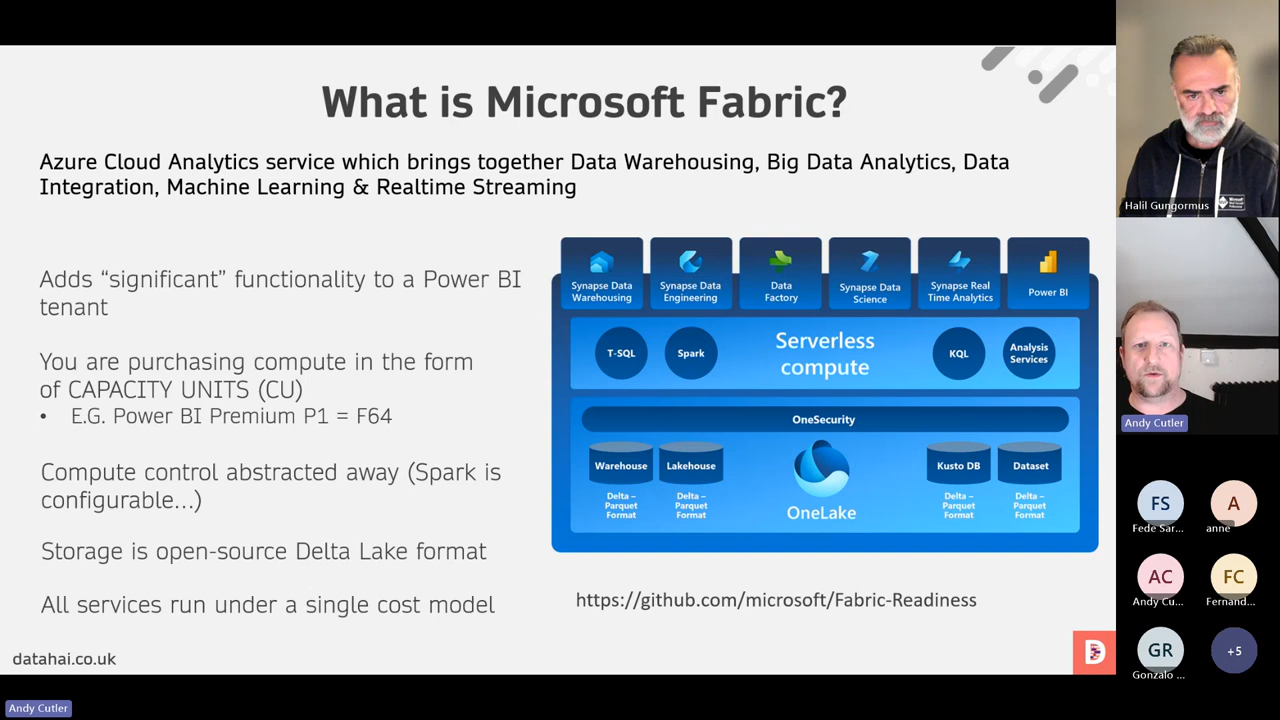 What is Microsoft Fabric?
Azure Cloud Analytics service which brings together Data Warehousing, Big Data Analytics, Data
Integration, Machine Learning & Realtime Streaming
Adds “significant” functionality to a Power BI
tenant
You are purchasing compute in the form
of CAPACITY UNITS (CU)
• E.G. Power BI Premium P1 = F64
Compute control abstracted away (Spark is
configurable...)
Storage is open-source Delta Lake format
All services run under a single cost model
datahai.co.uk
Synapse Data
Warehousing
Synapse Data
Engineering
Data
Factory
Synapse Data
Science
Synapse Real
Time Analytics
Power BI
T-SQL
Spark
Serverless
compute
KQL
Analysis
Services
OneSecurity
Warehouse
Lakehouse
Kusto DB
Dataset
Delta –
Parquet
Format
Delta –
Parquet
Format
OneLake
Delta –
Parquet
Format
Delta –
Parquet
Format
https://github.com/microsoft/Fabric-Readiness
D
Halil Gungormus
Andy Cutler
FS
Fede Sar...
A
anne
AC
Andy Cu...
FC
Fernand...
GR
Gonzalo ...
+5
Andy Cutler